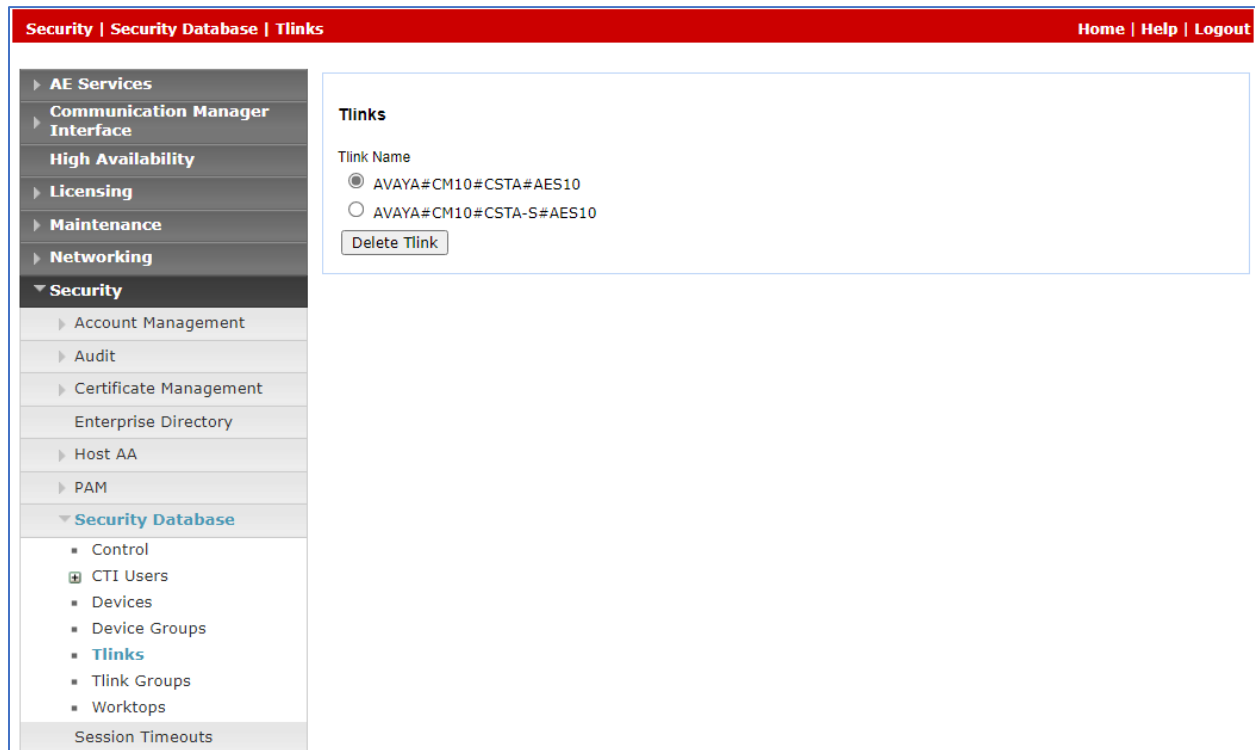 Security | Security Database | Tlinks
Home | Help | Logout
AE Services
Communication Manager
Interface
High Availability
Licensing
Maintenance
Networking
Security
Account Management
Audit
Certificate Management
Enterprise Directory
Host AA
PAM
Security Database
Control
CTI Users
Devices
Device Groups
Tlinks
Tlink Groups
Worktops
Session Timeouts
Tlinks
Tlink Name
AVAYA#CM10#CSTA#AES10
AVAYA#CM10#CSTA-S#AES10
Delete Tlink